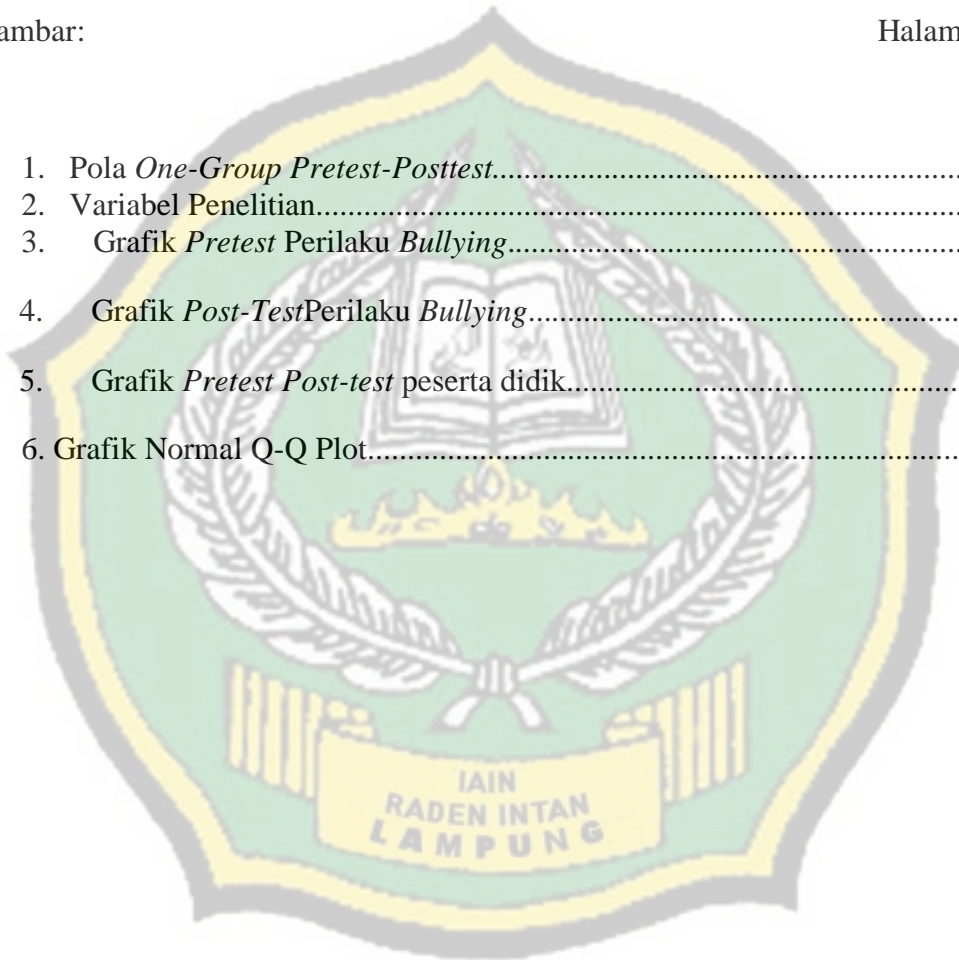 ambar: Halam
1. Pola One-Group Pretest-Posttest..........................................................
2. Variabel Penelitian.................................................................................
3. Grafik Pretest Perilaku Bullying.........................................................
4. Grafik Post-TestPerilaku Bullying......................................................
5. Grafik Pretest Post-test peserta didik.................................................
6. Grafik Normal Q-Q Plot..........................................................................
IAIN
RADEN INTAN
LAMPUNG